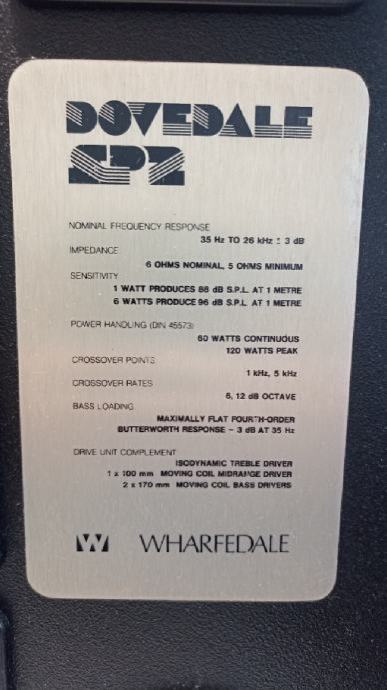 DOVEDALE
SP2
NOMINAL FREQUENCY RESPONSE
35 Hz TO 26 kHz ± 3 dB
IMPEDANCE
6 OHMS NOMINAL, 5 OHMS MINIMUM
SENSITIVITY
1 WATT PRODUCES 88 dB S.P.L. AT 1 METRE
6 WATTS PRODUCE 96 dB S.P.L. AT 1 METRE
POWER HANDLING (DIN 45573)
60 WATTS CONTINUOUS
120 WATTS PEAK
CROSSOVER POINTS
1 kHz, 5 kHz
CROSSOVER RATES
6, 12 dB OCTAVE
BASS LOADING
MAXIMALLY FLAT FOURTH-ORDER
BUTTERWORTH RESPONSE - 3 dB AT 35 Hz
DRIVE UNIT COMPLEMENT
ISODYNAMIC TREBLE DRIVER
1 x 100 mm MOVING COIL MIDRANGE DRIVER
2 x 170 mm MOVING COIL BASS DRIVERS
W WHARFEDALE